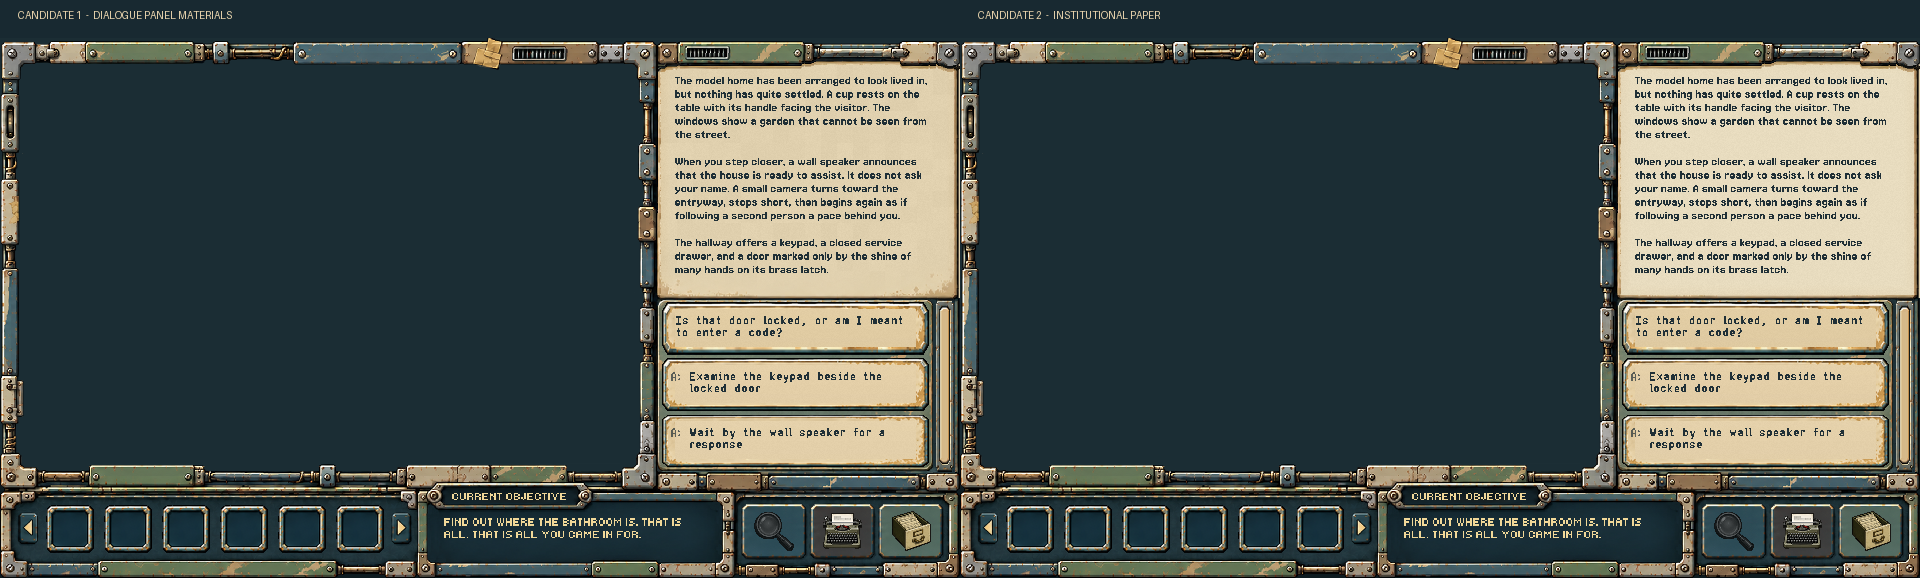 CANDIDATE 1 - DIALOGUE PANEL MATERIALS
The model home has been arranged to look lived in,
but nothing has quite settled. A cup rests on the
table with its handle facing the visitor. The
windows show a garden that cannot be seen from
the street.
When you step closer, a wall speaker announces
that the house is ready to assist. It does not ask
your name. A small camera turns toward the
entryway, stops short, then begins again as if
following a second person a pace behind you.
The hallway offers a keypad, a closed service
drawer, and a door marked only by the shine of
many hands on its brass latch.
Is that door locked, or am I meant
to enter a code?
A: Examine the keypad beside the
locked door
A: Wait by the wall speaker for a
response
CURRENT OBJECTIVE
FIND OUT WHERE THE BATHROOM IS. THAT IS
ALL. THAT IS ALL YOU CAME IN FOR.
CANDIDATE 2 - INSTITUTIONAL PAPER
The model home has been arranged to look lived in,
but nothing has quite settled. A cup rests on the
table with its handle facing the visitor. The
windows show a garden that cannot be seen from
the street.
When you step closer, a wall speaker announces
that the house is ready to assist. It does not ask
your name. A small camera turns toward the
entryway, stops short, then begins again as if
following a second person a pace behind you.
The hallway offers a keypad, a closed service
drawer, and a door marked only by the shine of
many hands on its brass latch.
Is that door locked, or am I meant
to enter a code?
A: Examine the keypad beside the
locked door
A: Wait by the wall speaker for a
response
CURRENT OBJECTIVE
FIND OUT WHERE THE BATHROOM IS. THAT IS
ALL. THAT IS ALL YOU CAME IN FOR.